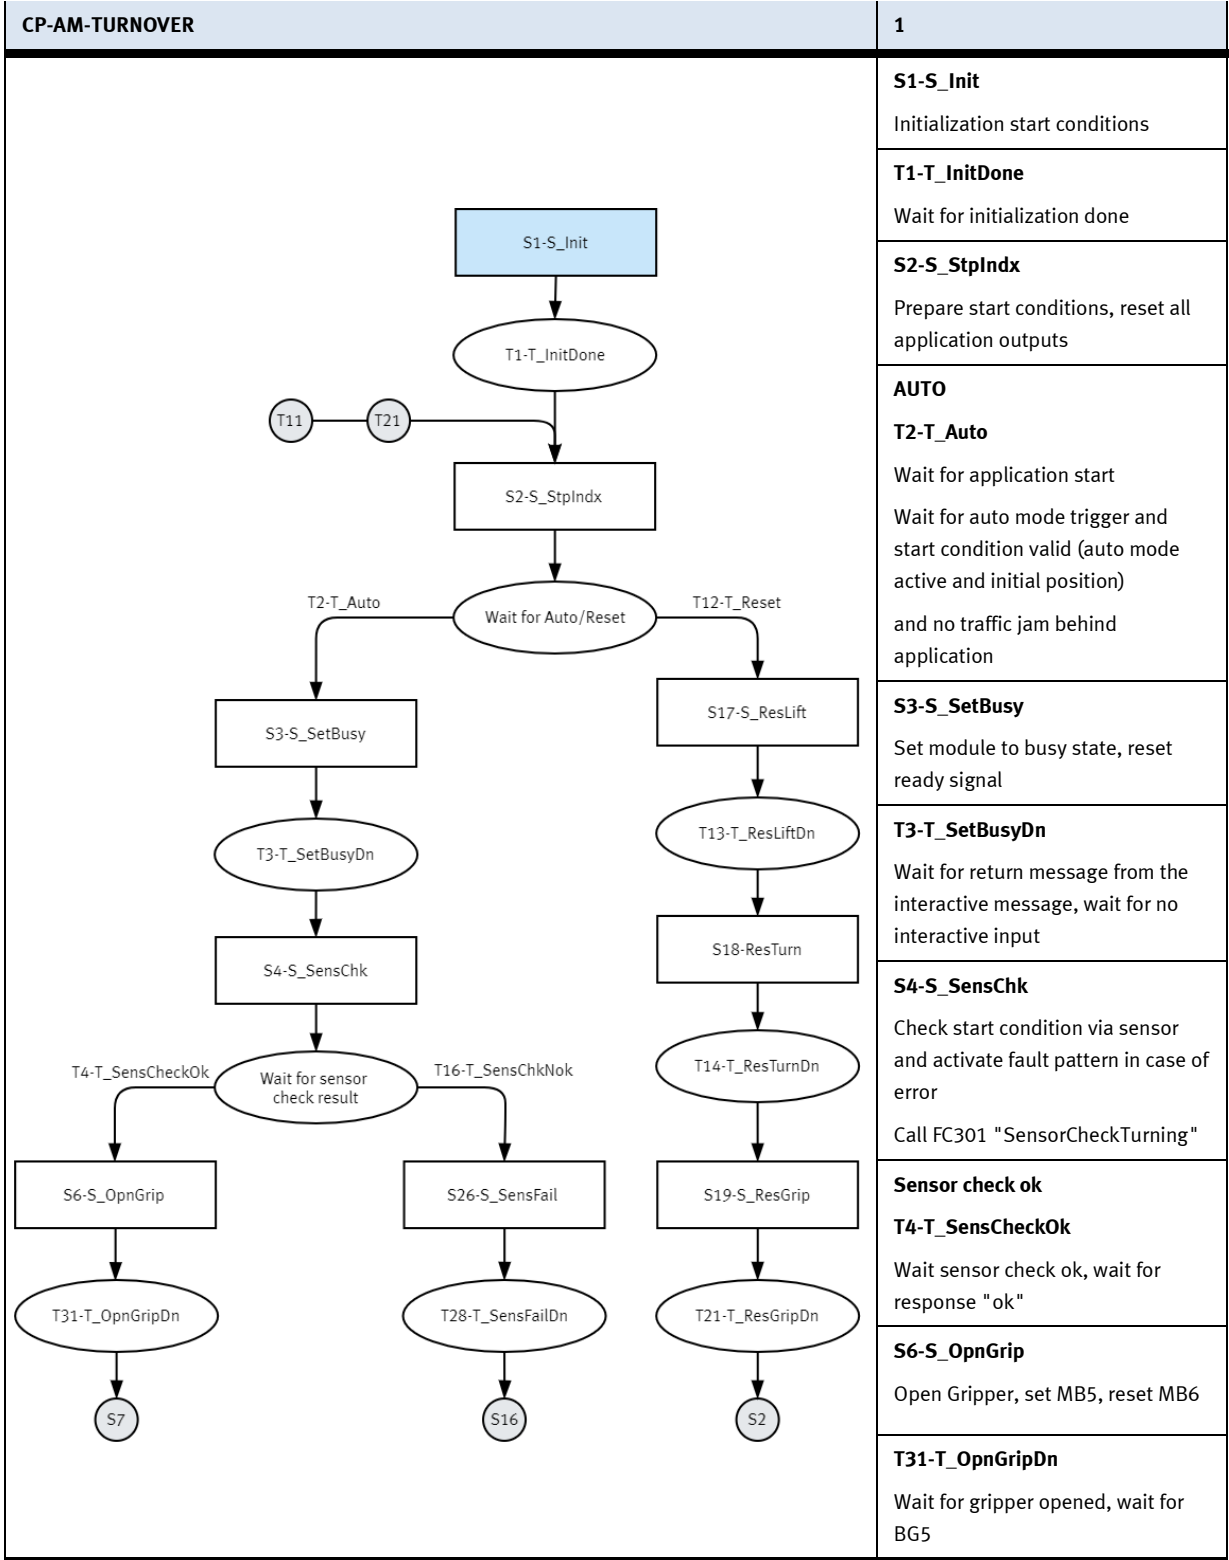 CP-AM-TURNOVER
1
S1-S_Init
T1-T_InitDone
T11
T21
S2-S_StpIndx
T2-T_Auto
Wait for Auto/Reset
T12-T_Reset
S3-S_SetBusy
S17-S_ResLift
T3-T_SetBusyDn
T13-T_ResLiftDn
S4-S_SensChk
S18-ResTurn
T4-T_SensCheckOk
Wait for sensor
check result
T16-T_SensChkNok
T14-T_ResTurnDn
S6-S_OpnGrip
S26-S_SensFail
S19-S_ResGrip
T31-T_OpnGripDn
T28-T_SensFailDn
T21-T_ResGripDn
S7
S16
S2
S1-S_Init
Initialization start conditions
T1-T_InitDone
Wait for initialization done
S2-S_StpIndx
Prepare start conditions, reset all
application outputs
AUTO
T2-T_Auto
Wait for application start
Wait for auto mode trigger and
start condition valid (auto mode
active and initial position)
and no traffic jam behind
application
S3-S_SetBusy
Set module to busy state, reset
ready signal
T3-T_SetBusyDn
Wait for return message from the
interactive message, wait for no
interactive input
S4-S_SensChk
Check start condition via sensor
and activate fault pattern in case of
error
Call FC301 "SensorCheckTurning"
Sensor check ok
T4-T_SensCheckOk
Wait sensor check ok, wait for
response "ok"
S6-S_OpnGrip
Open Gripper, set MB5, reset MB6
T31-T_OpnGripDn
Wait for gripper opened, wait for
BG5